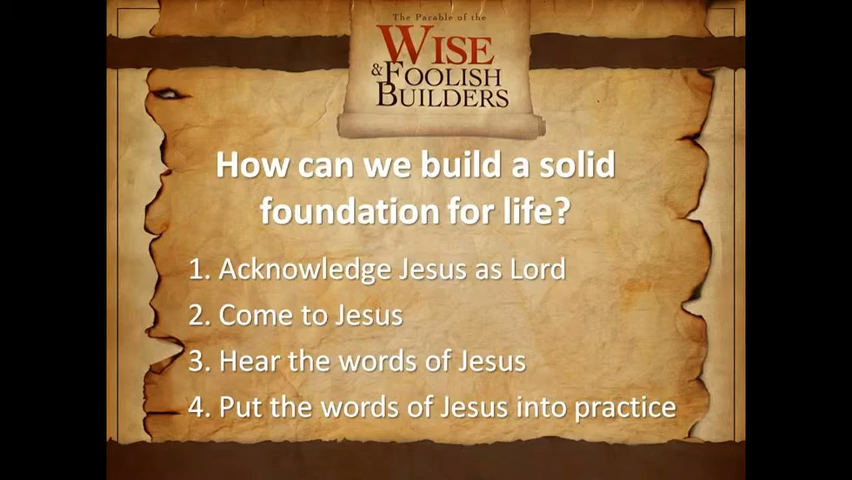 The Parable of the
WISE
& FOOLISH
BUILDERS
How can we build a solid
foundation for life?
1. Acknowledge Jesus as Lord
2. Come to Jesus
3. Hear the words of Jesus
4. Put the words of Jesus into practice